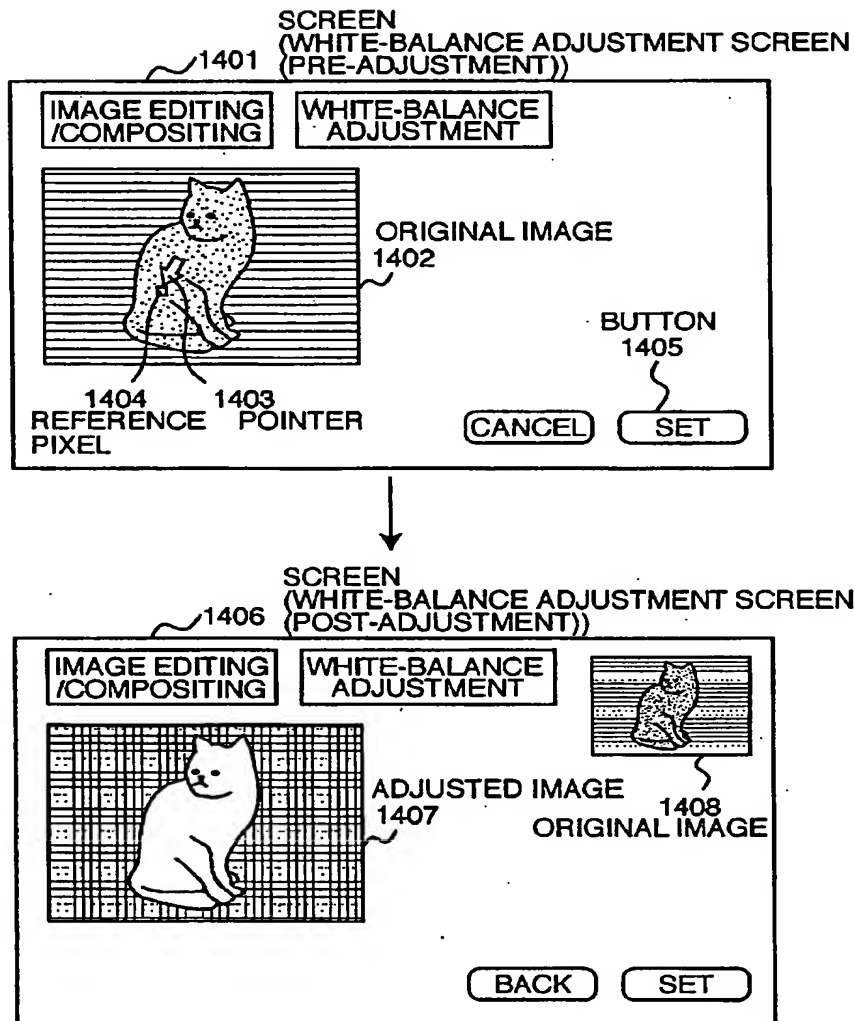 SCREEN
(WHITE-BALANCE ADJUSTMENT SCREEN
(PRE-ADJUSTMENT))
1401
IMAGE EDITING
/COMPOSITING
WHITE-BALANCE
ADJUSTMENT
ORIGINAL IMAGE
1402
BUTTON
1405
1404
REFERENCE
PIXEL
1403
POINTER
CANCEL
SET
SCREEN
(WHITE-BALANCE ADJUSTMENT SCREEN
(POST-ADJUSTMENT))
1406
IMAGE EDITING
/COMPOSITING
WHITE-BALANCE
ADJUSTMENT
ADJUSTED IMAGE
1407
1408
ORIGINAL IMAGE
BACK
SET